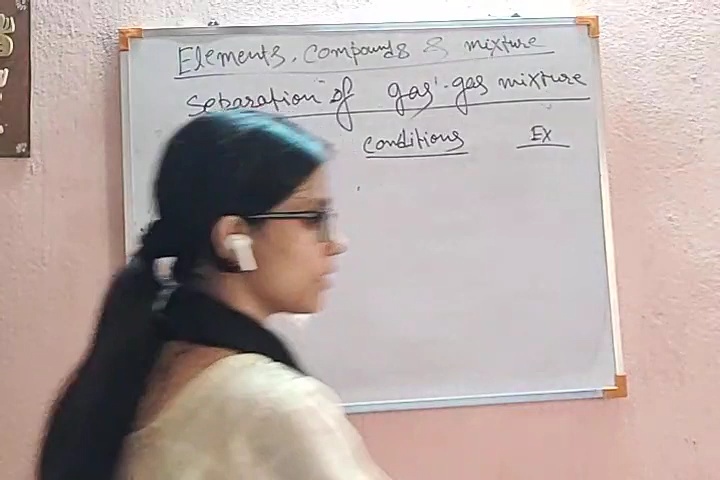 Elements, compounds & mixture
separation of gas-gas mixture
conditions Ex